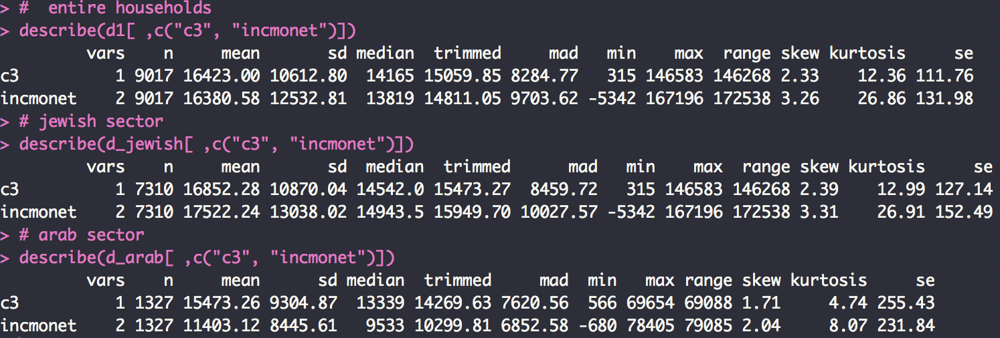 > #  entire households
> describe(d1[ ,c("c3", "incmonet")])
vars n mean sd median trimmed mad min max range skew kurtosis se
c3 1 9017 16423.00 10612.80 14165 15059.85 8284.77 315 146583 146268 2.33 12.36 111.76
incmonet 2 9017 16380.58 12532.81 13819 14811.05 9703.62 -5342 167196 172538 3.26 26.86 131.98
> # jewish sector
> describe(d_jewish[ ,c("c3", "incmonet")])
vars n mean sd median trimmed mad min max range skew kurtosis se
c3 1 7310 16852.28 10870.04 14542.0 15473.27 8459.72 315 146583 146268 2.39 12.99 127.14
incmonet 2 7310 17522.24 13038.02 14943.5 15949.70 10027.57 -5342 167196 172538 3.31 26.91 152.49
> # arab sector
> describe(d_arab[ ,c("c3", "incmonet")])
vars n mean sd median trimmed mad min max range skew kurtosis se
c3 1 1327 15473.26 9304.87 13339 14269.63 7620.56 566 69654 69088 1.71 4.74 255.43
incmonet 2 1327 11403.12 8445.61 9533 10299.81 6852.58 -680 78405 79085 2.04 8.07 231.84